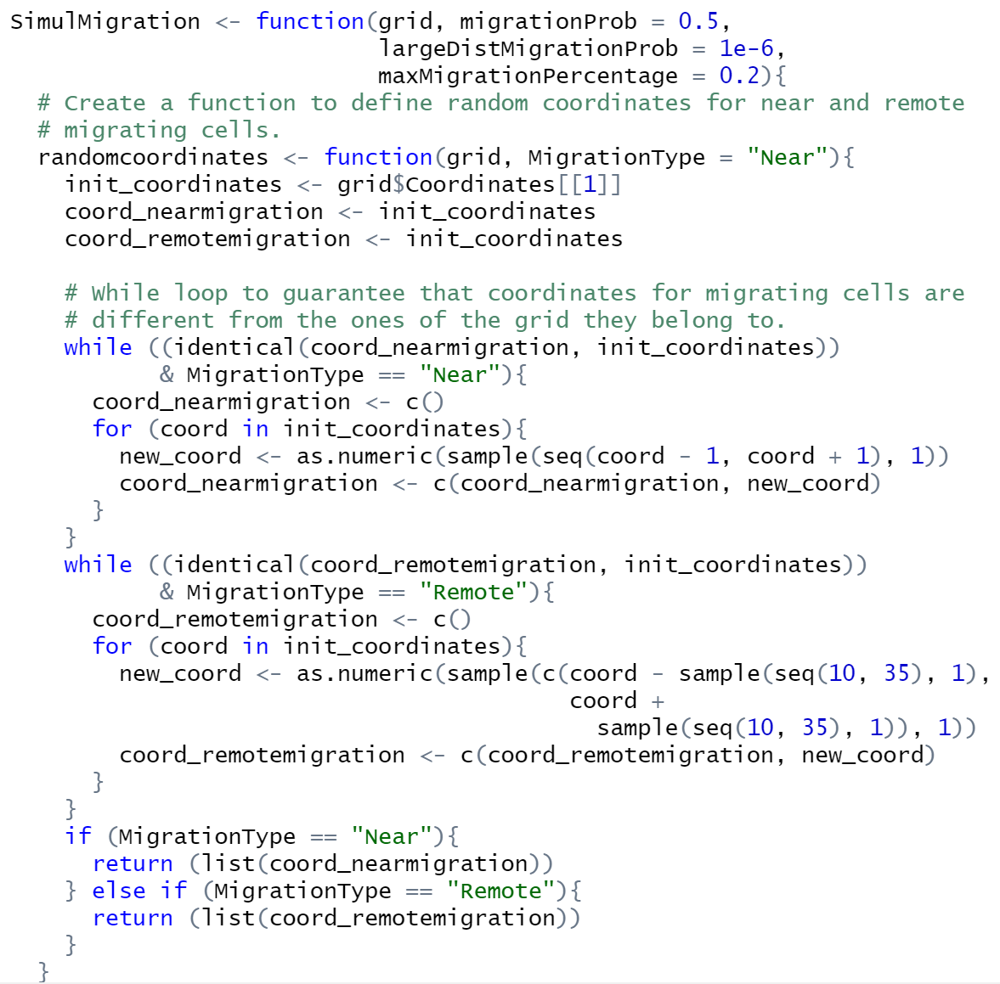 SimulMigration <- function(grid, migrationProb = 0.5,
                           largeDistMigrationProb = 1e-6,
                           maxMigrationPercentage = 0.2){
  # Create a function to define random coordinates for near and remote
  # migrating cells.
  randomcoordinates <- function(grid, MigrationType = "Near"){
    init_coordinates <- grid$Coordinates[[1]]
    coord_nearmigration <- init_coordinates
    coord_remotemigration <- init_coordinates

    # While loop to guarantee that coordinates for migrating cells are
    # different from the ones of the grid they belong to.
    while ((identical(coord_nearmigration, init_coordinates))
           & MigrationType == "Near"){
      coord_nearmigration <- c()
      for (coord in init_coordinates){
        new_coord <- as.numeric(sample(seq(coord - 1, coord + 1), 1))
        coord_nearmigration <- c(coord_nearmigration, new_coord)
      }
    }
    while ((identical(coord_remotemigration, init_coordinates))
           & MigrationType == "Remote"){
      coord_remotemigration <- c()
      for (coord in init_coordinates){
        new_coord <- as.numeric(sample(c(coord - sample(seq(10, 35), 1),
                                         coord +
                                           sample(seq(10, 35), 1)), 1))
        coord_remotemigration <- c(coord_remotemigration, new_coord)
      }
    }
    if (MigrationType == "Near"){
      return (list(coord_nearmigration))
    } else if (MigrationType == "Remote"){
      return (list(coord_remotemigration))
    }
  }